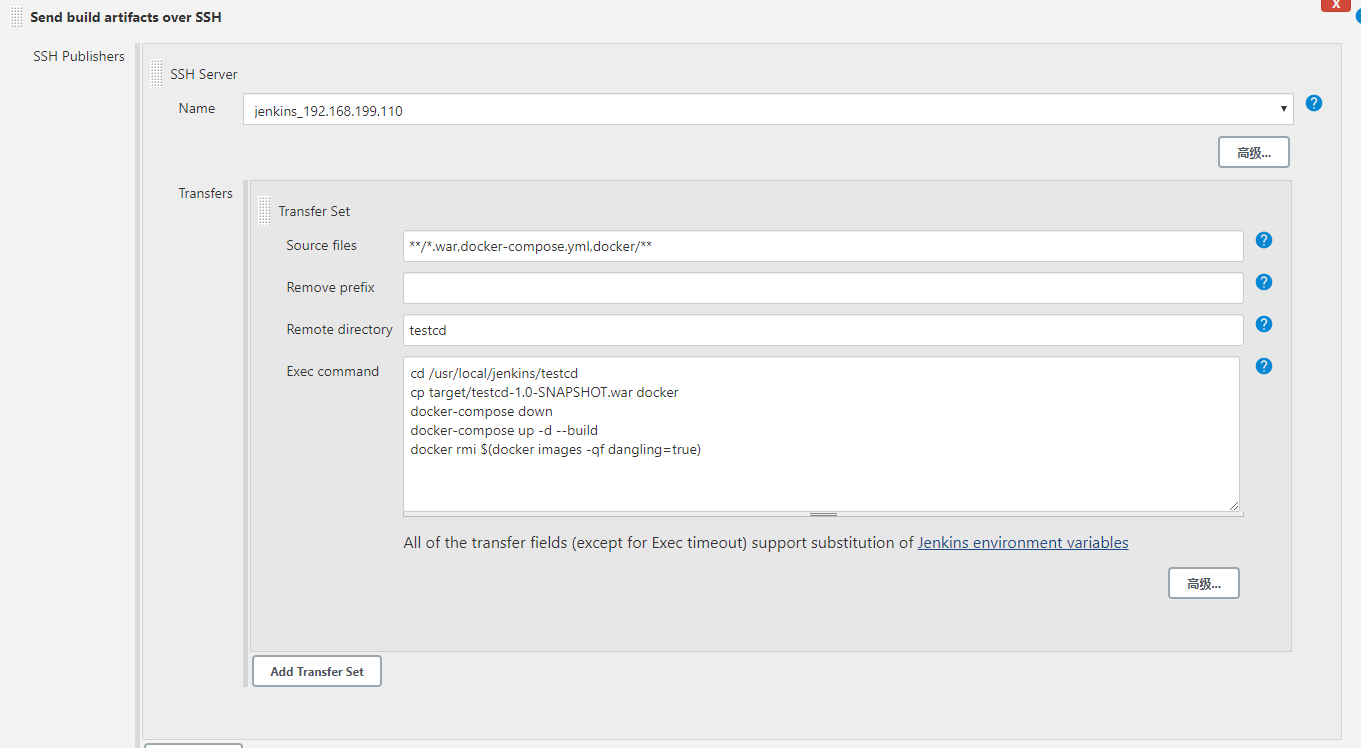 Send build artifacts over SSH
X
SSH Publishers
SSH Server
Name
jenkins_192.168.199.110
?
高级...
Transfers
Transfer Set
Source files
**/*.war,docker-compose.yml,docker/**
?
Remove prefix
?
Remote directory
testcd
?
Exec command
cd /usr/local/jenkins/testcd
cp target/testcd-1.0-SNAPSHOT.war docker
docker-compose down
docker-compose up -d --build
docker rmi $(docker images -qf dangling=true)
?
All of the transfer fields (except for Exec timeout) support substitution of Jenkins environment variables
高级...
Add Transfer Set